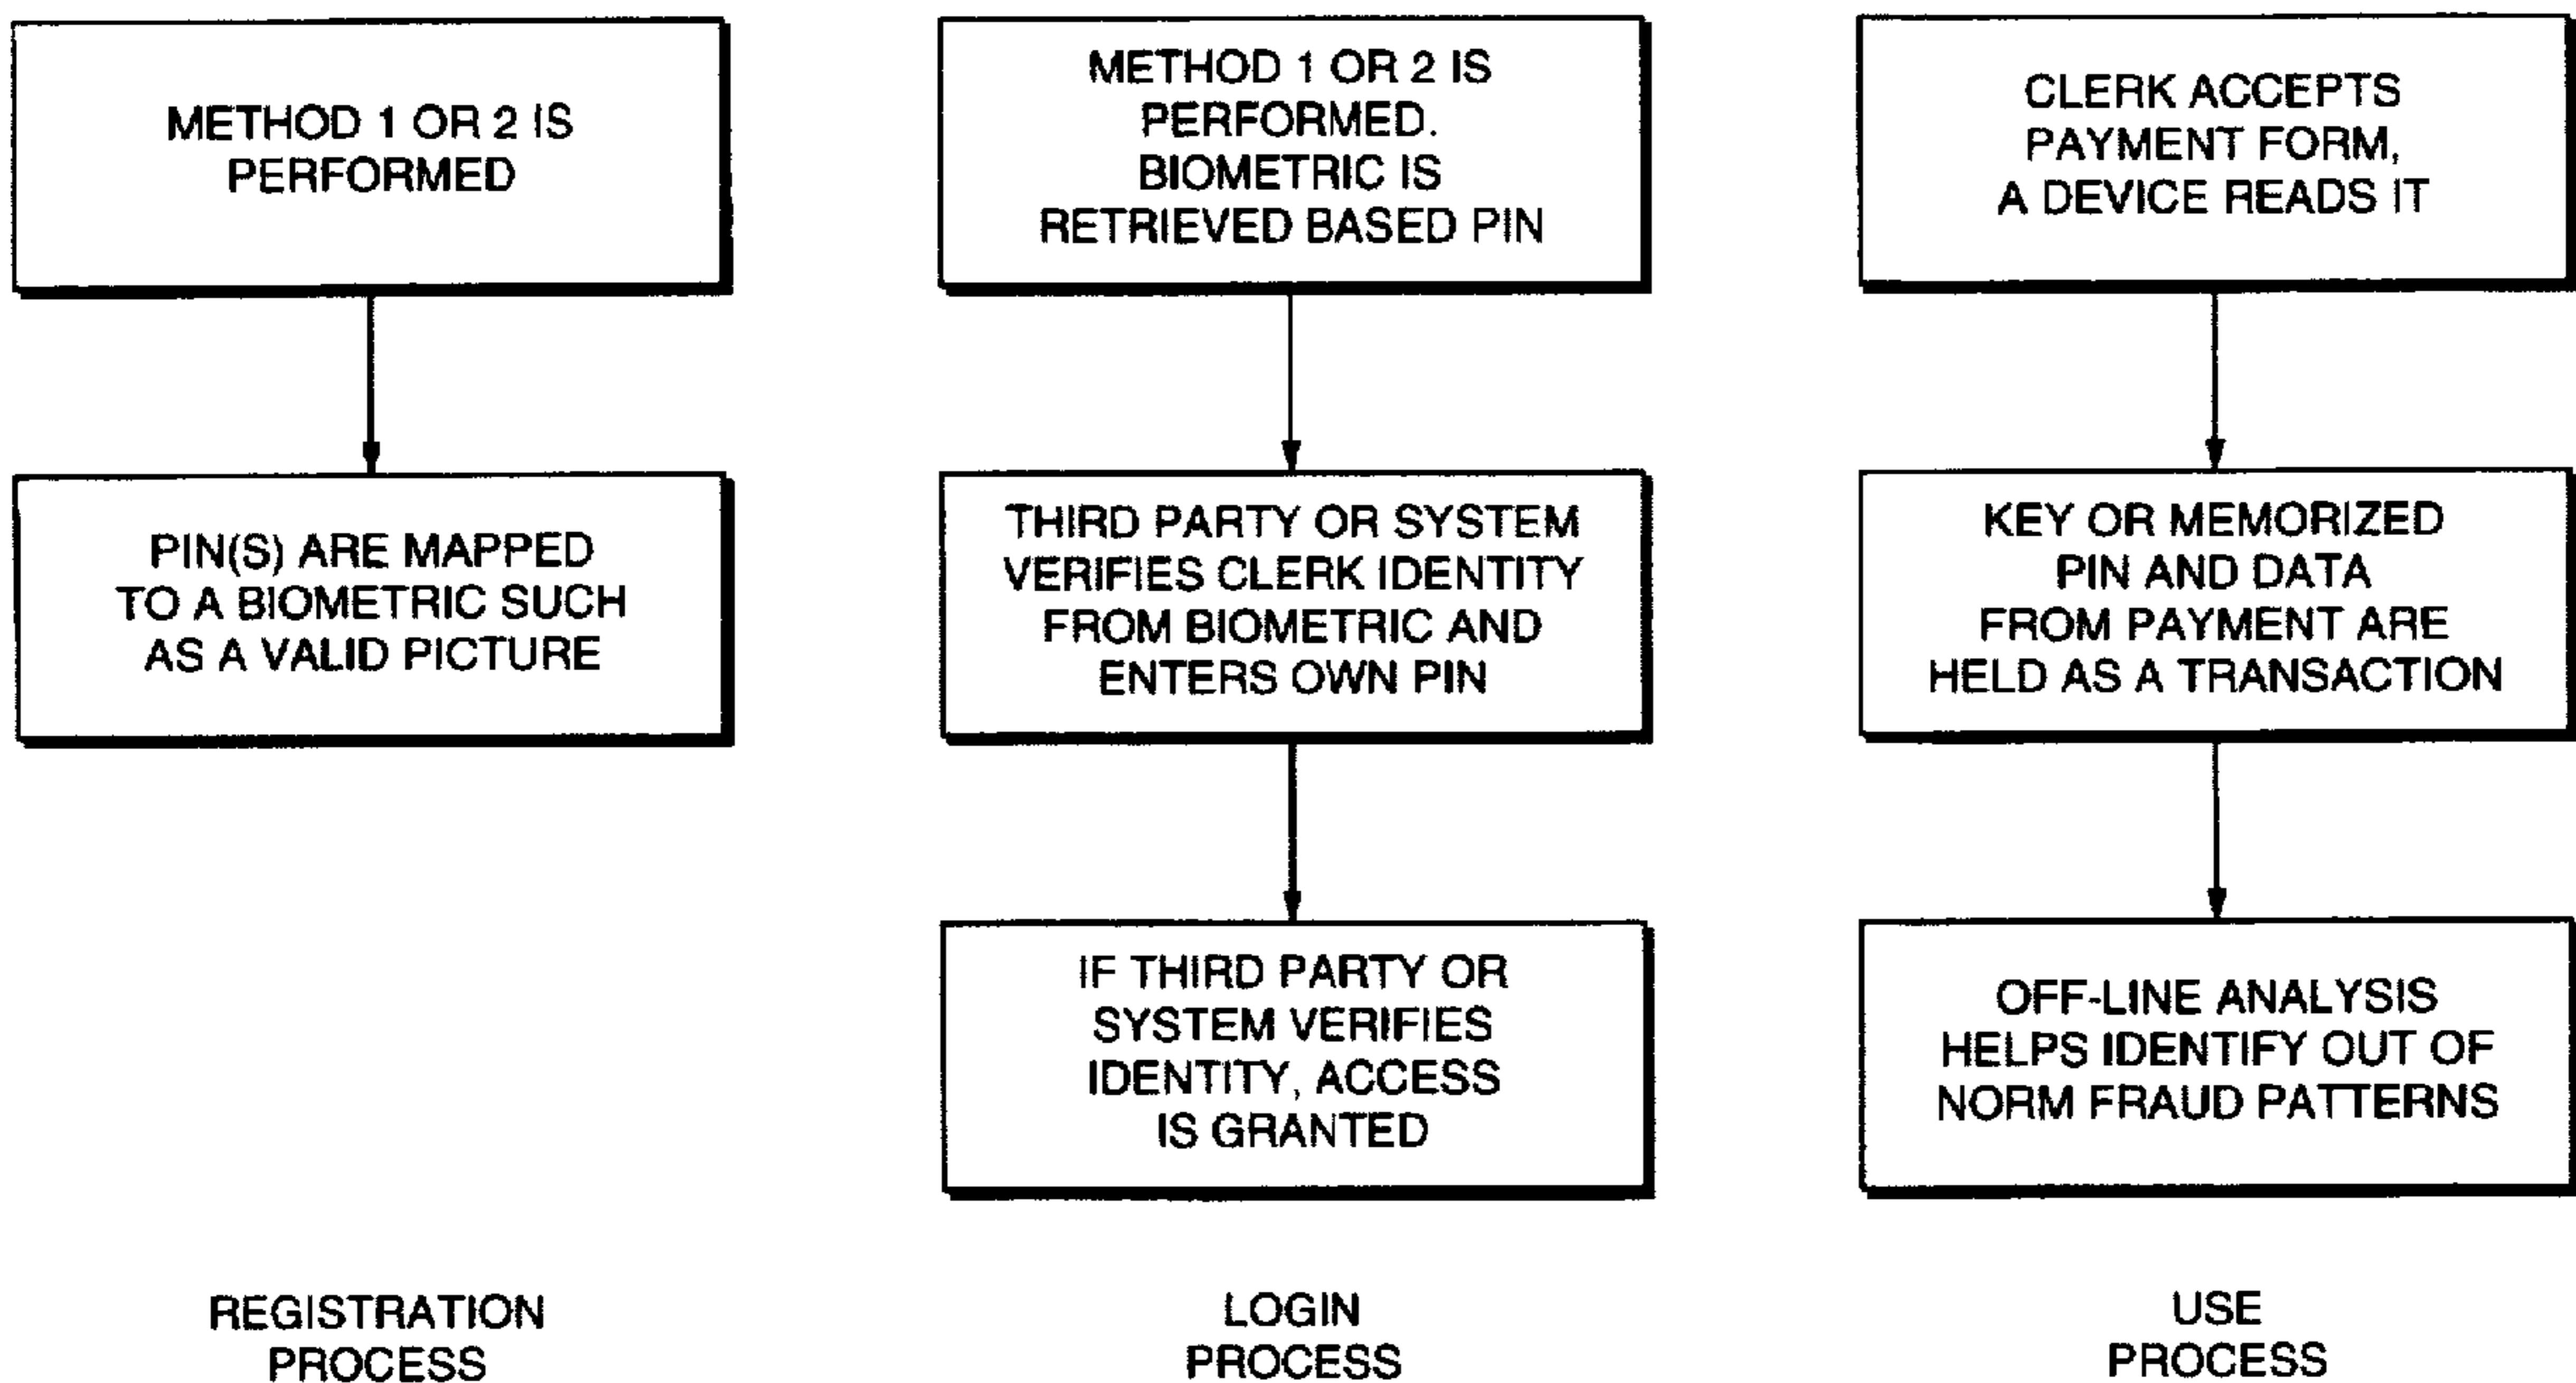 METHOD 1 OR 2 IS
PERFORMED
PIN(S) ARE MAPPED
TO A BIOMETRIC SUCH
AS A VALID PICTURE
REGISTRATION
PROCESS
METHOD 1 OR 2 IS
PERFORMED.
BIOMETRIC IS
RETRIEVED BASED PIN
THIRD PARTY OR SYSTEM
VERIFIES CLERK IDENTITY
FROM BIOMETRIC AND
ENTERS OWN PIN
IF THIRD PARTY OR
SYSTEM VERIFIES
IDENTITY, ACCESS
IS GRANTED
LOGIN
PROCESS
CLERK ACCEPTS
PAYMENT FORM,
A DEVICE READS IT
KEY OR MEMORIZED
PIN AND DATA
FROM PAYMENT ARE
HELD AS A TRANSACTION
OFF-LINE ANALYSIS
HELPS IDENTIFY OUT OF
NORM FRAUD PATTERNS
USE
PROCESS